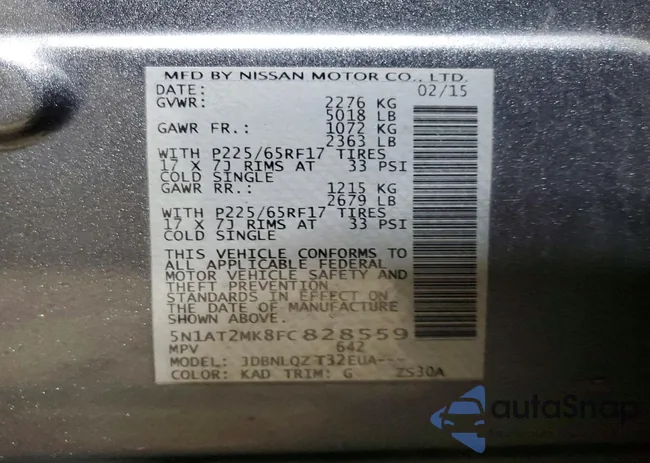 MFD BY NISSAN MOTOR CO., LTD.
DATE: 02/15
GVWR: 2276 KG
5018 LB
GAWR FR.: 1072 KG
2363 LB
WITH P225/65RF17 TIRES
17 X 7J RIMS AT 33 PSI
COLD SINGLE
GAWR RR.: 1215 KG
2679 LB
WITH P225/65RF17 TIRES
17 X 7J RIMS AT 33 PSI
COLD SINGLE
THIS VEHICLE CONFORMS TO
ALL APPLICABLE FEDERAL
MOTOR VEHICLE SAFETY AND
THEFT PREVENTION
STANDARDS IN EFFECT ON
THE DATE OF MANUFACTURE
SHOWN ABOVE.
5N1AT2MK8FC828559
MPV 642
MODEL: JDBNLQZ T32EUA---
COLOR: KAD TRIM: G ZS30A
autoSnap